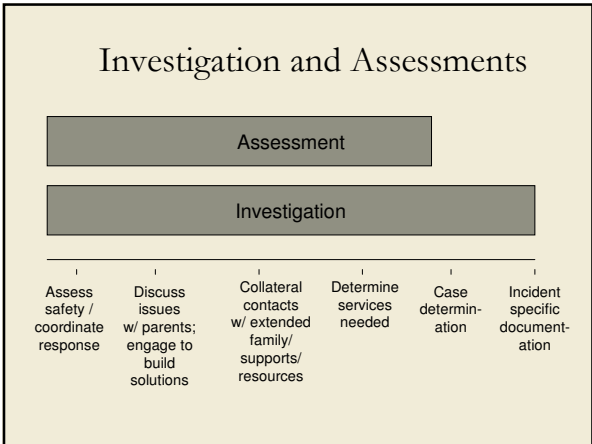 Investigation and Assessments
Assessment
Investigation
Assess
safety /
coordinate
response
Discuss
issues
w/ parents;
engage to
build
solutions
Collateral
contacts
w/ extended
family/
supports/
resources
Determine
services
needed
Case
determin-
ation
Incident
specific
document-
ation